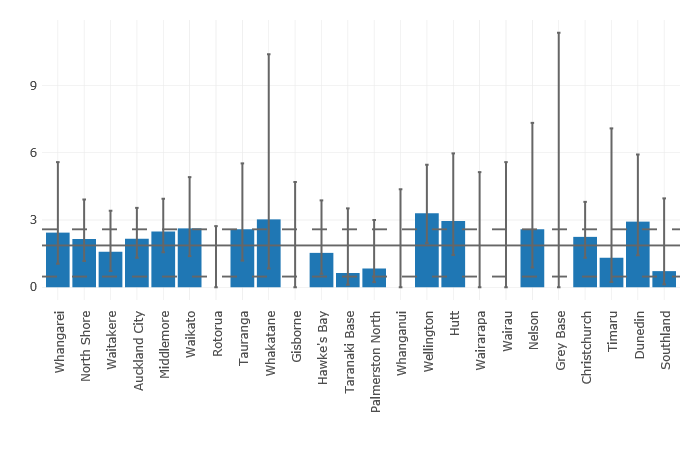 9
6
3
0
Whangarei
North Shore
Waitakere
Auckland City
Middlemore
Waikato
Rotorua
Tauranga
Whakatane
Gisborne
Hawke's Bay
Taranaki Base
Palmerston North
Whanganui
Wellington
Hutt
Wairarapa
Wairau
Nelson
Grey Base
Christchurch
Timaru
Dunedin
Southland